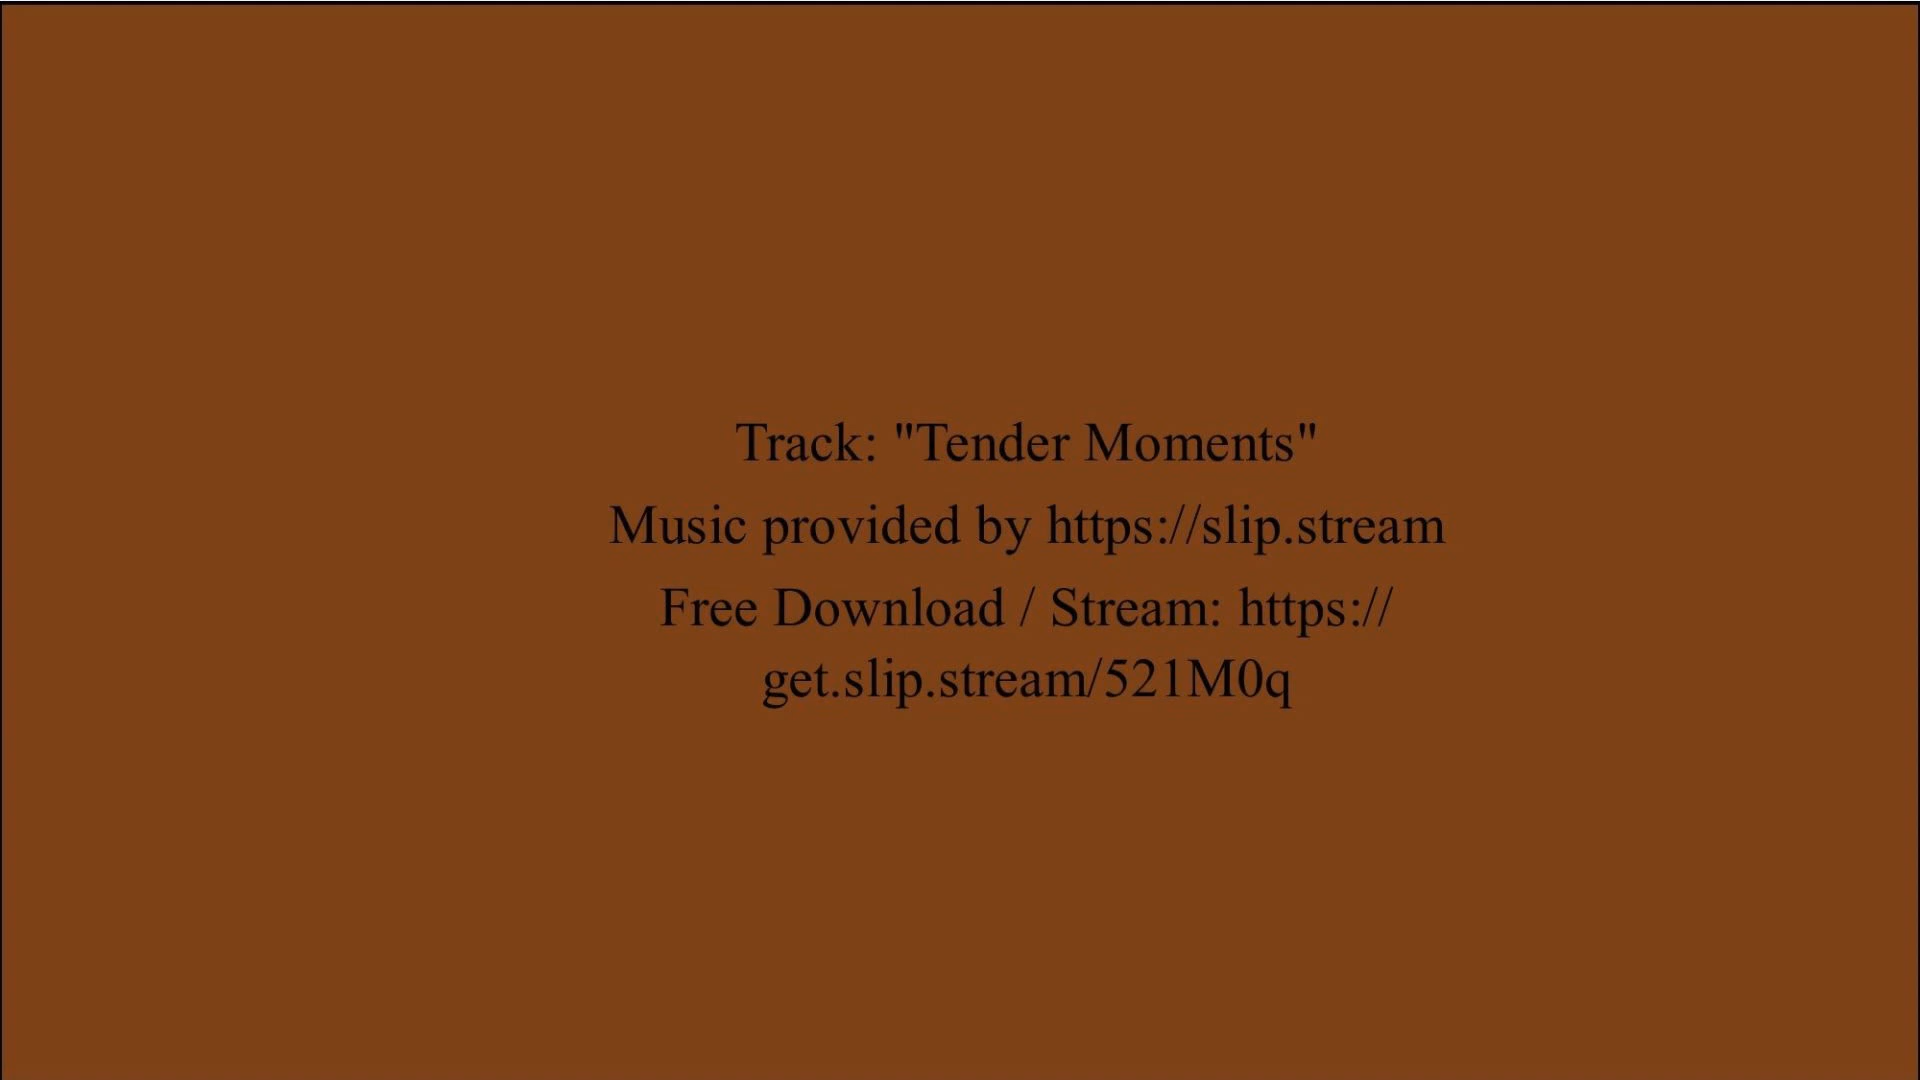 Track: "Tender Moments"
Music provided by https://slip.stream
Free Download / Stream: https://
get.slip.stream/521M0q